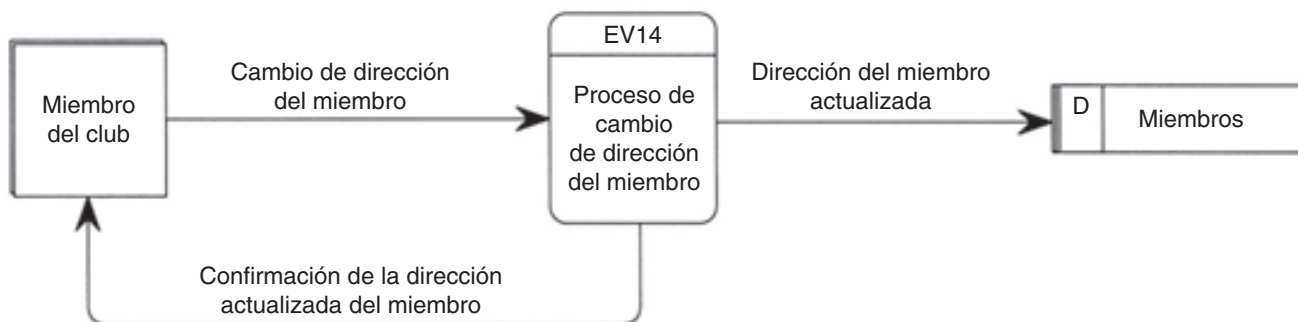 EV14
Miembro
del club
Cambio de dirección
del miembro
Proceso de
cambio
de dirección
del miembro
Dirección del miembro
actualizada
D
Miembros
Confirmación de la dirección
actualizada del miembro